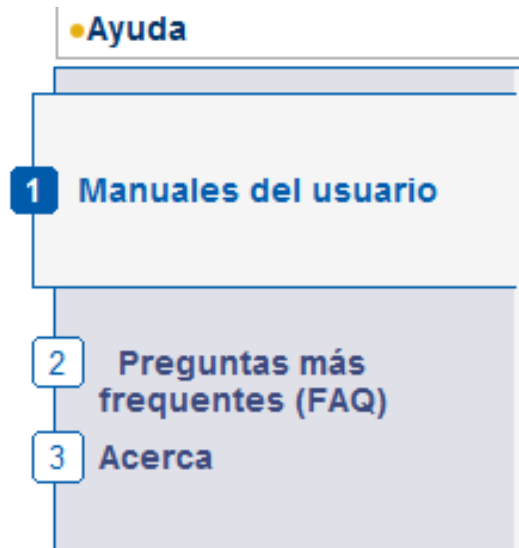 Ayuda
1 Manuales del usuario
2 Preguntas más
frequentes (FAQ)
3 Acerca